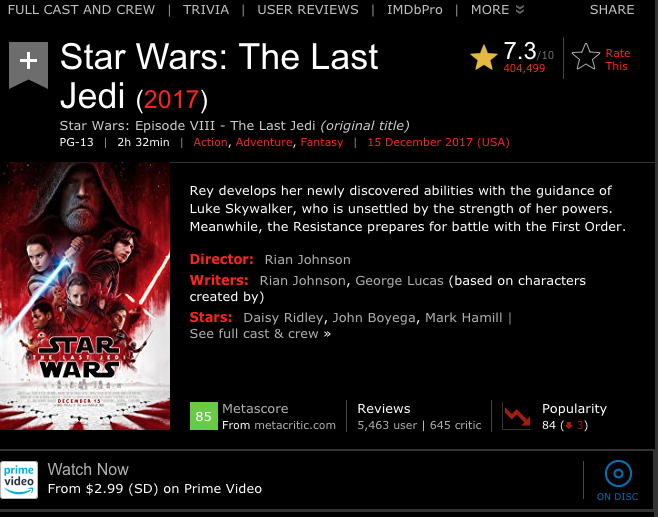 FULL CAST AND CREW | TRIVIA | USER REVIEWS | IMDbPro | MORE | SHARE
Star Wars: The Last
Jedi (2017)
7.3/10
404,499
Rate
This
Star Wars: Episode VIII - The Last Jedi (original title)
PG-13 | 2h 32min | Action, Adventure, Fantasy | 15 December 2017 (USA)
Rey develops her newly discovered abilities with the guidance of
Luke Skywalker, who is unsettled by the strength of her powers.
Meanwhile, the Resistance prepares for battle with the First Order.
Director: Rian Johnson
Writers: Rian Johnson, George Lucas (based on characters
created by)
Stars: Daisy Ridley, John Boyega, Mark Hamill |
See full cast & crew »
STAR
THE LAST JEDI
WARS
DECEMBER 15
85
Metascore
From metacritic.com
Reviews
5,463 user | 645 critic
Popularity
84 (3)
prime
video
Watch Now
From $2.99 (SD) on Prime Video
ON DISC